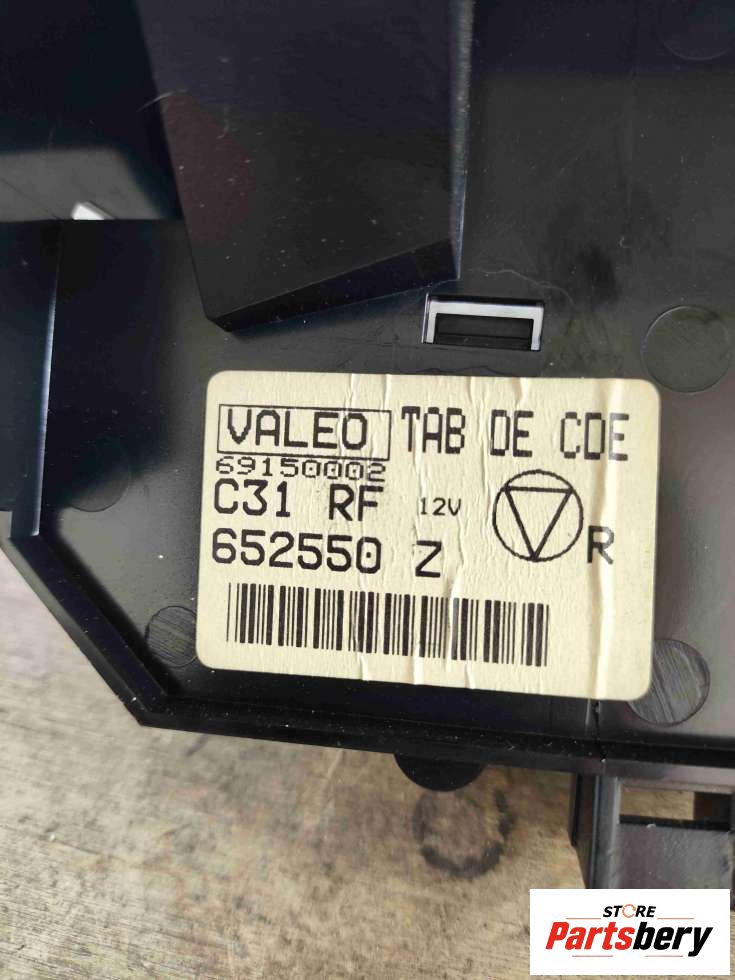 VALEO TAB DE CDE
69150002
C31 RF 12V
R
652550 Z
STORE
Partsbery